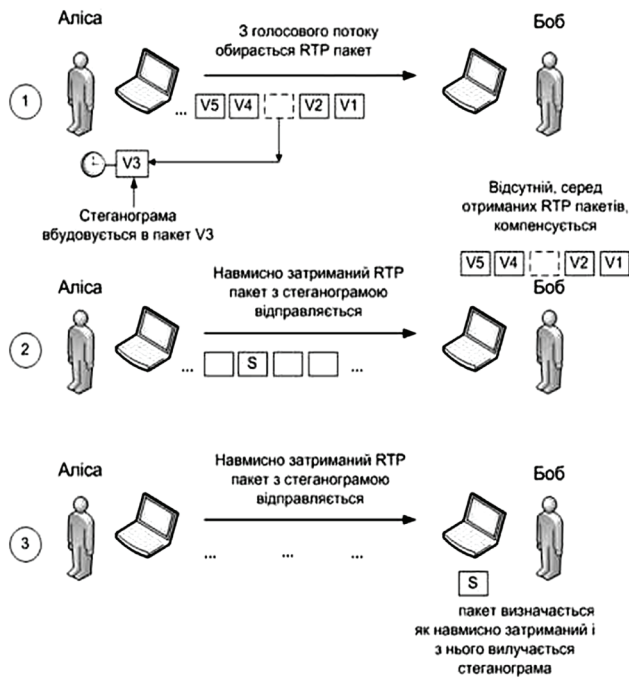 Аліса
Боб
З голосового потоку
обирається RTP пакет
1
... V5 V4 V2 V1
V3
Стеганограма
вбудовується в пакет V3
Відсутній, серед
отриманих RTP пакетів,
компенсується
V5 V4 V2 V1
Аліса
Боб
Навмисно затриманий RTP
пакет з стеганограмою
відправляється
2
... S ...
Аліса
Боб
Навмисно затриманий RTP
пакет з стеганограмою
відправляється
3
... ... ...
S
пакет визначається
як навмисно затриманий і
з нього вилучається
стеганограма